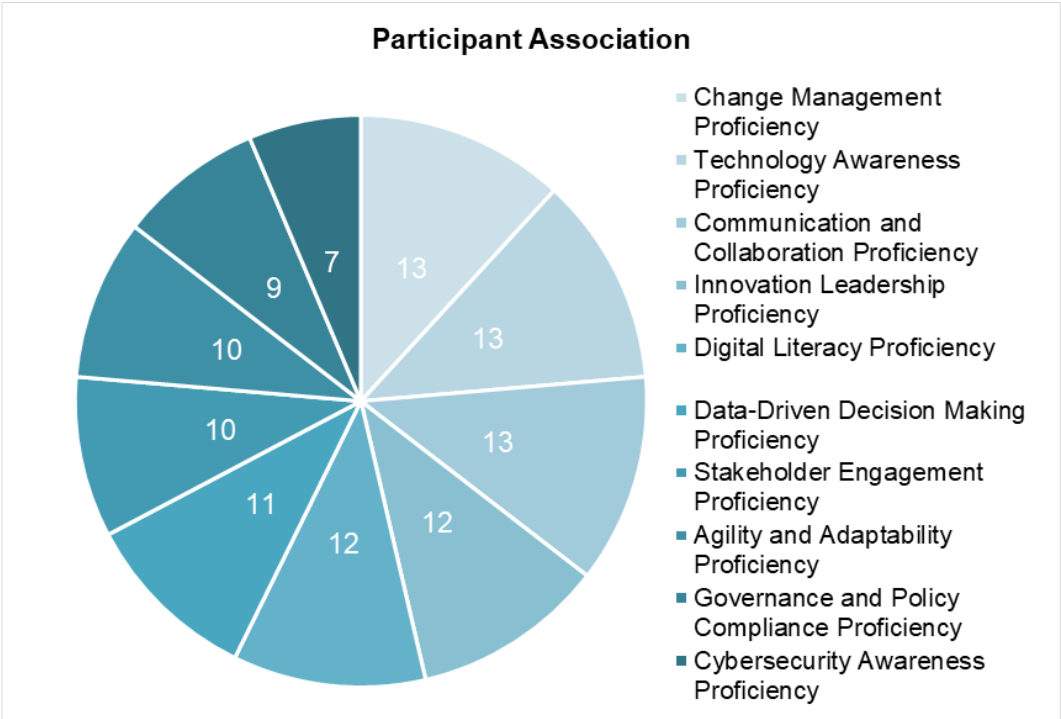 Participant Association
13
13
13
12
12
11
10
10
9
7
Change Management
Proficiency
Technology Awareness
Proficiency
Communication and
Collaboration Proficiency
Innovation Leadership
Proficiency
Digital Literacy Proficiency
Data-Driven Decision Making
Proficiency
Stakeholder Engagement
Proficiency
Agility and Adaptability
Proficiency
Governance and Policy
Compliance Proficiency
Cybersecurity Awareness
Proficiency